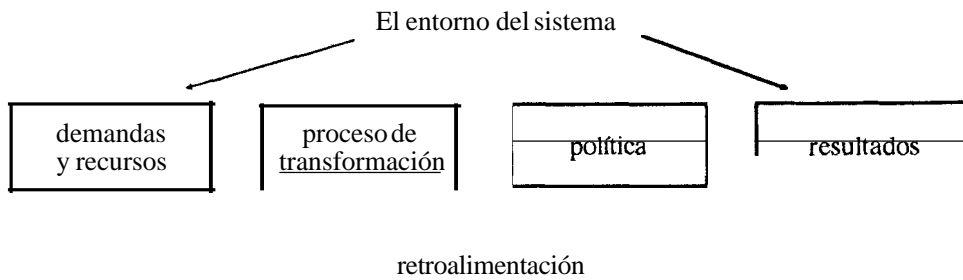 El entorno del sistema
demandas
y recursos
proceso de
transformación
política
resultados
retroalimentación